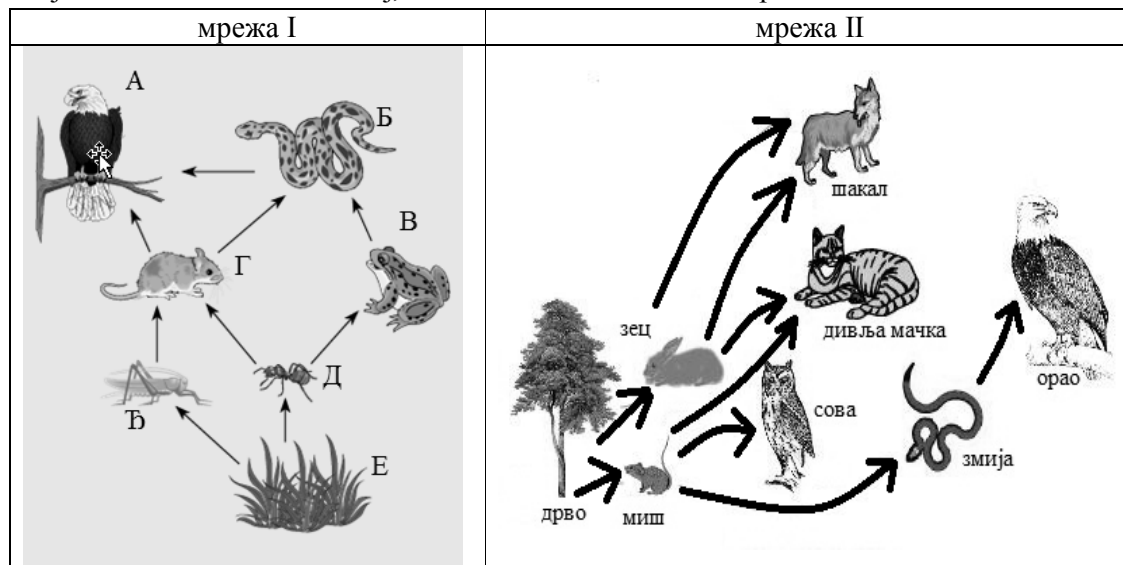 мрежа I
мрежа II
А
Б
В
Г
Д
Ђ
Е
шакал
зец
дивља мачка
орао
сова
змија
дрво
миш